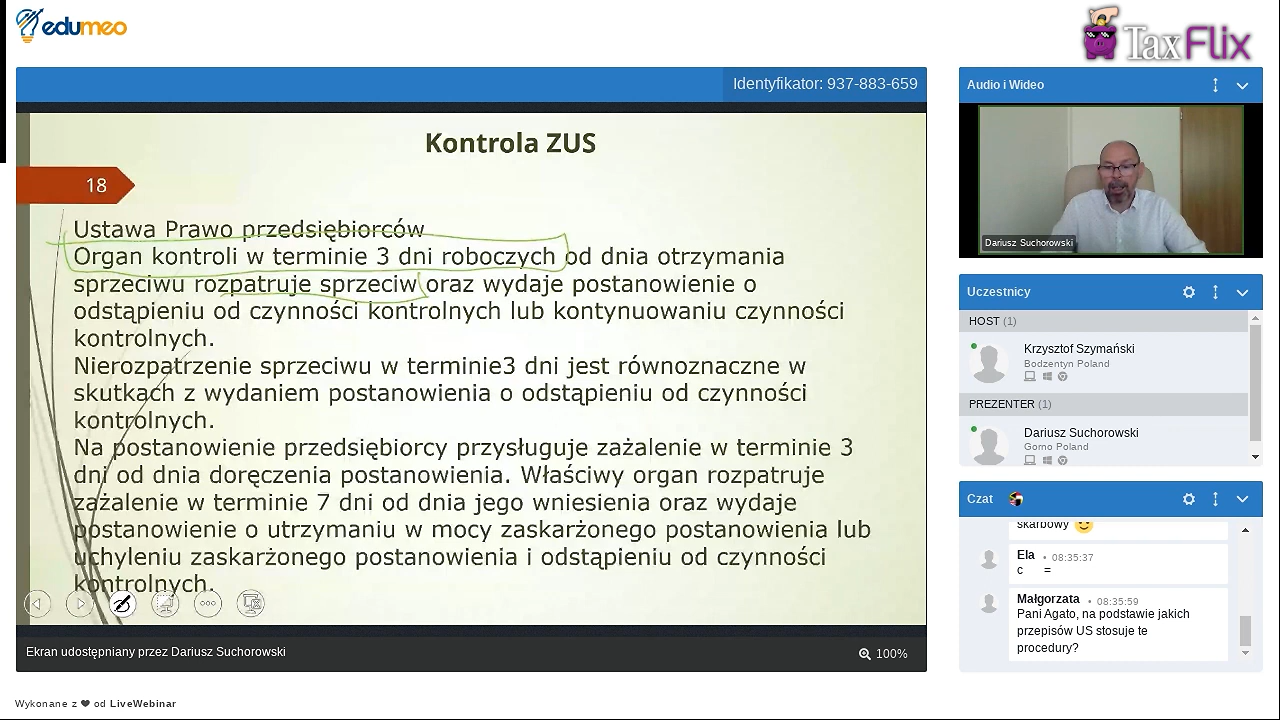 edumeo
TaxFlix
Identyfikator: 937-883-659
Kontrola ZUS
18
Ustawa Prawo przedsiębiorców
Organ kontroli w terminie 3 dni roboczych od dnia otrzymania
sprzeciwu rozpatruje sprzeciw oraz wydaje postanowienie o
odstąpieniu od czynności kontrolnych lub kontynuowaniu czynności
kontrolnych.
Nierozpatrzenie sprzeciwu w terminie3 dni jest równoznaczne w
skutkach z wydaniem postanowienia o odstąpieniu od czynności
kontrolnych.
Na postanowienie przedsiębiorcy przysługuje zażalenie w terminie 3
dni od dnia doręczenia postanowienia. Właściwy organ rozpatruje
zażalenie w terminie 7 dni od dnia jego wniesienia oraz wydaje
postanowienie o utrzymaniu w mocy zaskarżonego postanowienia lub
uchyleniu zaskarżonego postanowienia i odstąpieniu od czynności
kontrolnych.
Ekran udostępniany przez Dariusz Suchorowski
100%
Wykonane z ❤ od LiveWebinar
Audio i Wideo
Dariusz Suchorowski
Uczestnicy
HOST (1)
Krzysztof Szymański
Bodzentyn Poland
PREZENTER (1)
Dariusz Suchorowski
Gomo Poland
Czat
skarbowy 🙂
Ela • 08:35:37
c =
Małgorzata • 08:35:59
Pani Agato, na podstawie jakich
przepisów US stosuje te
procedury?